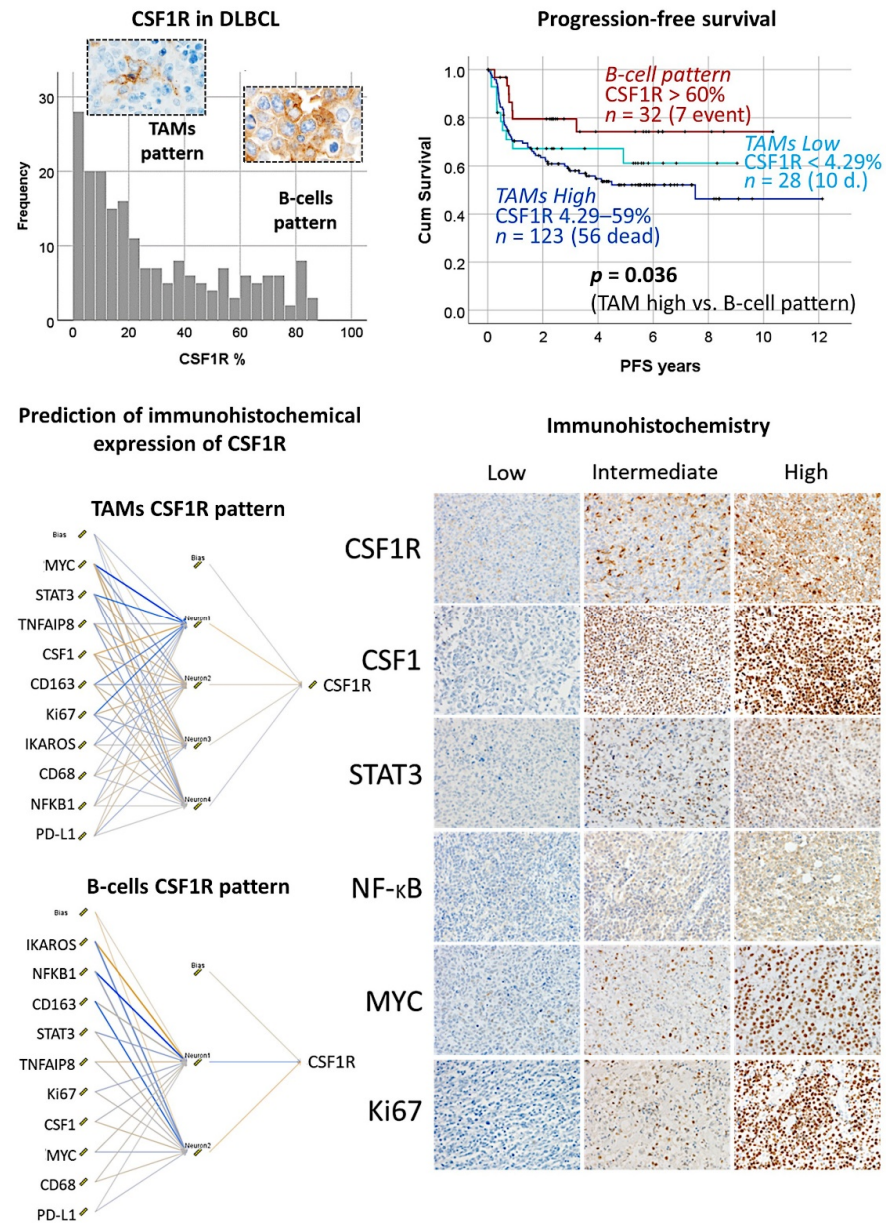 CSF1R in DLBCL
TAMs
pattern
B-cells
pattern
Frequency
30
20
10
0
0
20
40
60
80
100
CSF1R %
Progression-free survival
Cum Survival
1.0
0.8
0.6
0.4
0.2
0.0
B-cell pattern
CSF1R > 60%
n = 32 (7 event)
TAMs Low
CSF1R < 4.29%
n = 28 (10 d.)
TAMs High
CSF1R 4.29–59%
n = 123 (56 dead)
p = 0.036
(TAM high vs. B-cell pattern)
0
2
4
6
8
10
12
PFS years
Prediction of immunohistochemical
expression of CSF1R
TAMs CSF1R pattern
Bias
MYC
STAT3
TNFAIP8
CSF1
CD163
Ki67
IKAROS
CD68
NFKB1
PD-L1
Bias
Neuron1
Neuron2
Neuron3
Neuron4
CSF1R
B-cells CSF1R pattern
Bias
IKAROS
NFKB1
CD163
STAT3
TNFAIP8
Ki67
CSF1
MYC
CD68
PD-L1
Bias
Neuron1
Neuron2
CSF1R
Immunohistochemistry
Low
Intermediate
High
CSF1R
CSF1
STAT3
NF-κB
MYC
Ki67